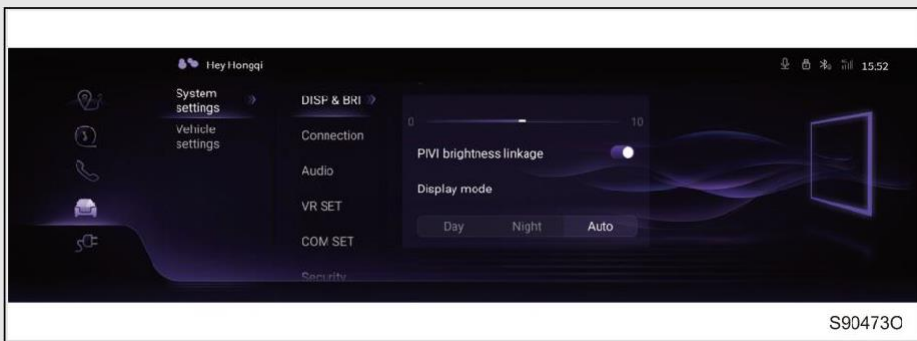 Hey Hongqi
15:52
System
settings
Vehicle
settings
DISP & BRI
Connection
Audio
VR SET
COM SET
Security
0
10
PIVI brightness linkage
Display mode
Day Night Auto
S90473O